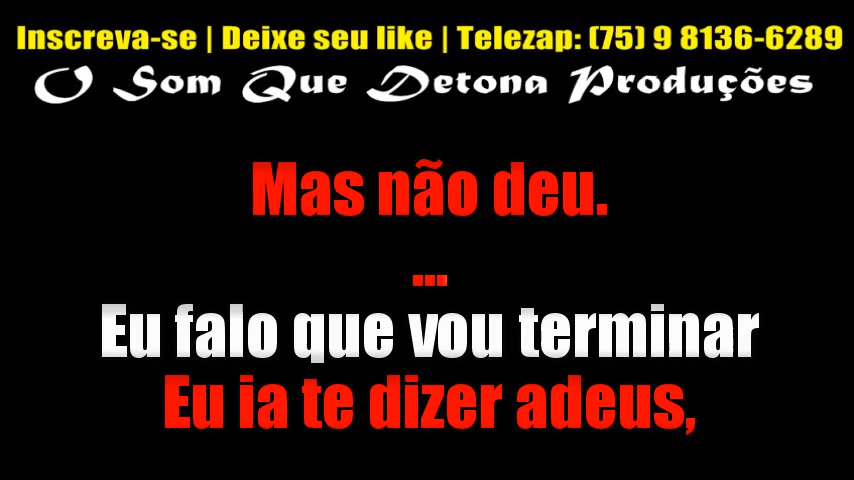 Inscreva-se | Deixe seu like | Telezap: (75) 9 8136-6289
O Som Que Detona Produções
Mas não deu.
...
Eu falo que vou terminar
Eu ia te dizer adeus,